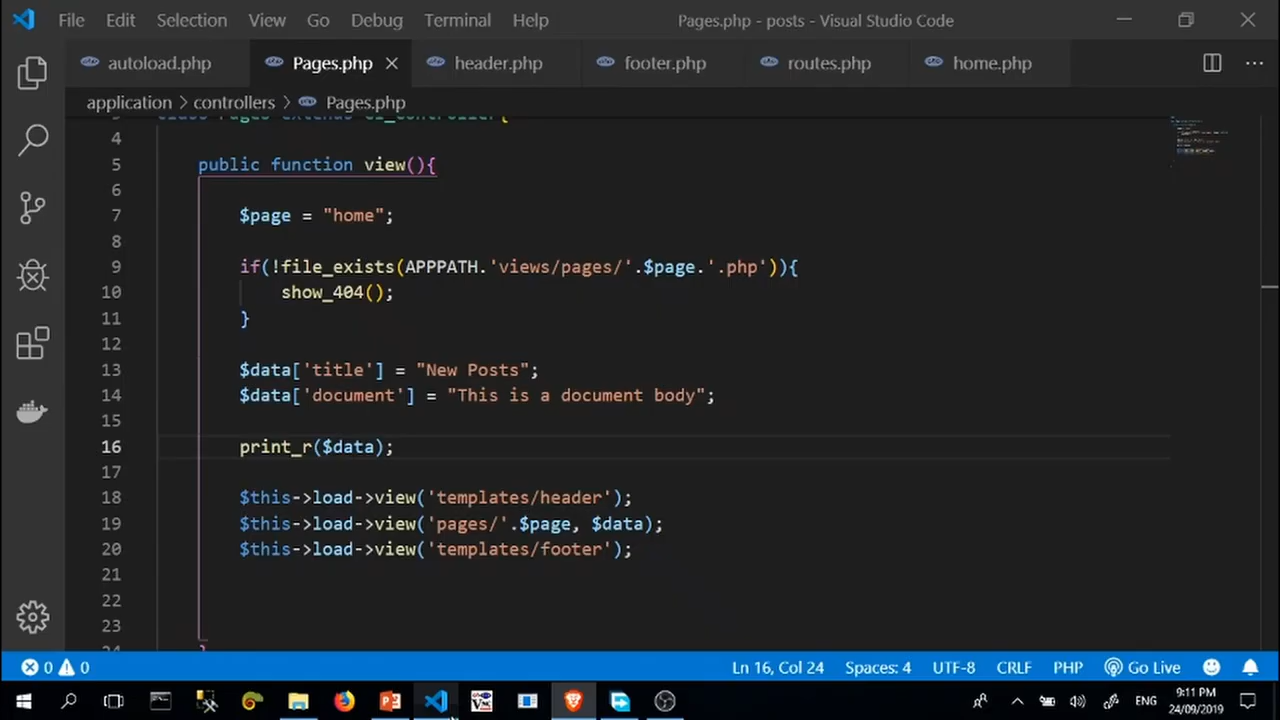 File Edit Selection View Go Debug Terminal Help Pages.php - posts - Visual Studio Code
autoload.php Pages.php header.php footer.php routes.php home.php
application > controllers > Pages.php
4
5 public function view(){
6
7 $page = "home";
8
9 if(!file_exists(APPPATH.'views/pages/'.$page.'.php')){
10 show_404();
11 }
12
13 $data['title'] = "New Posts";
14 $data['document'] = "This is a document body";
15
16 print_r($data);
17
18 $this->load->view('templates/header');
19 $this->load->view('pages/'.$page, $data);
20 $this->load->view('templates/footer');
21
22
23
0 0 Ln 16, Col 24 Spaces: 4 UTF-8 CRLF PHP Go Live
ENG 9:11 PM
24/09/2019